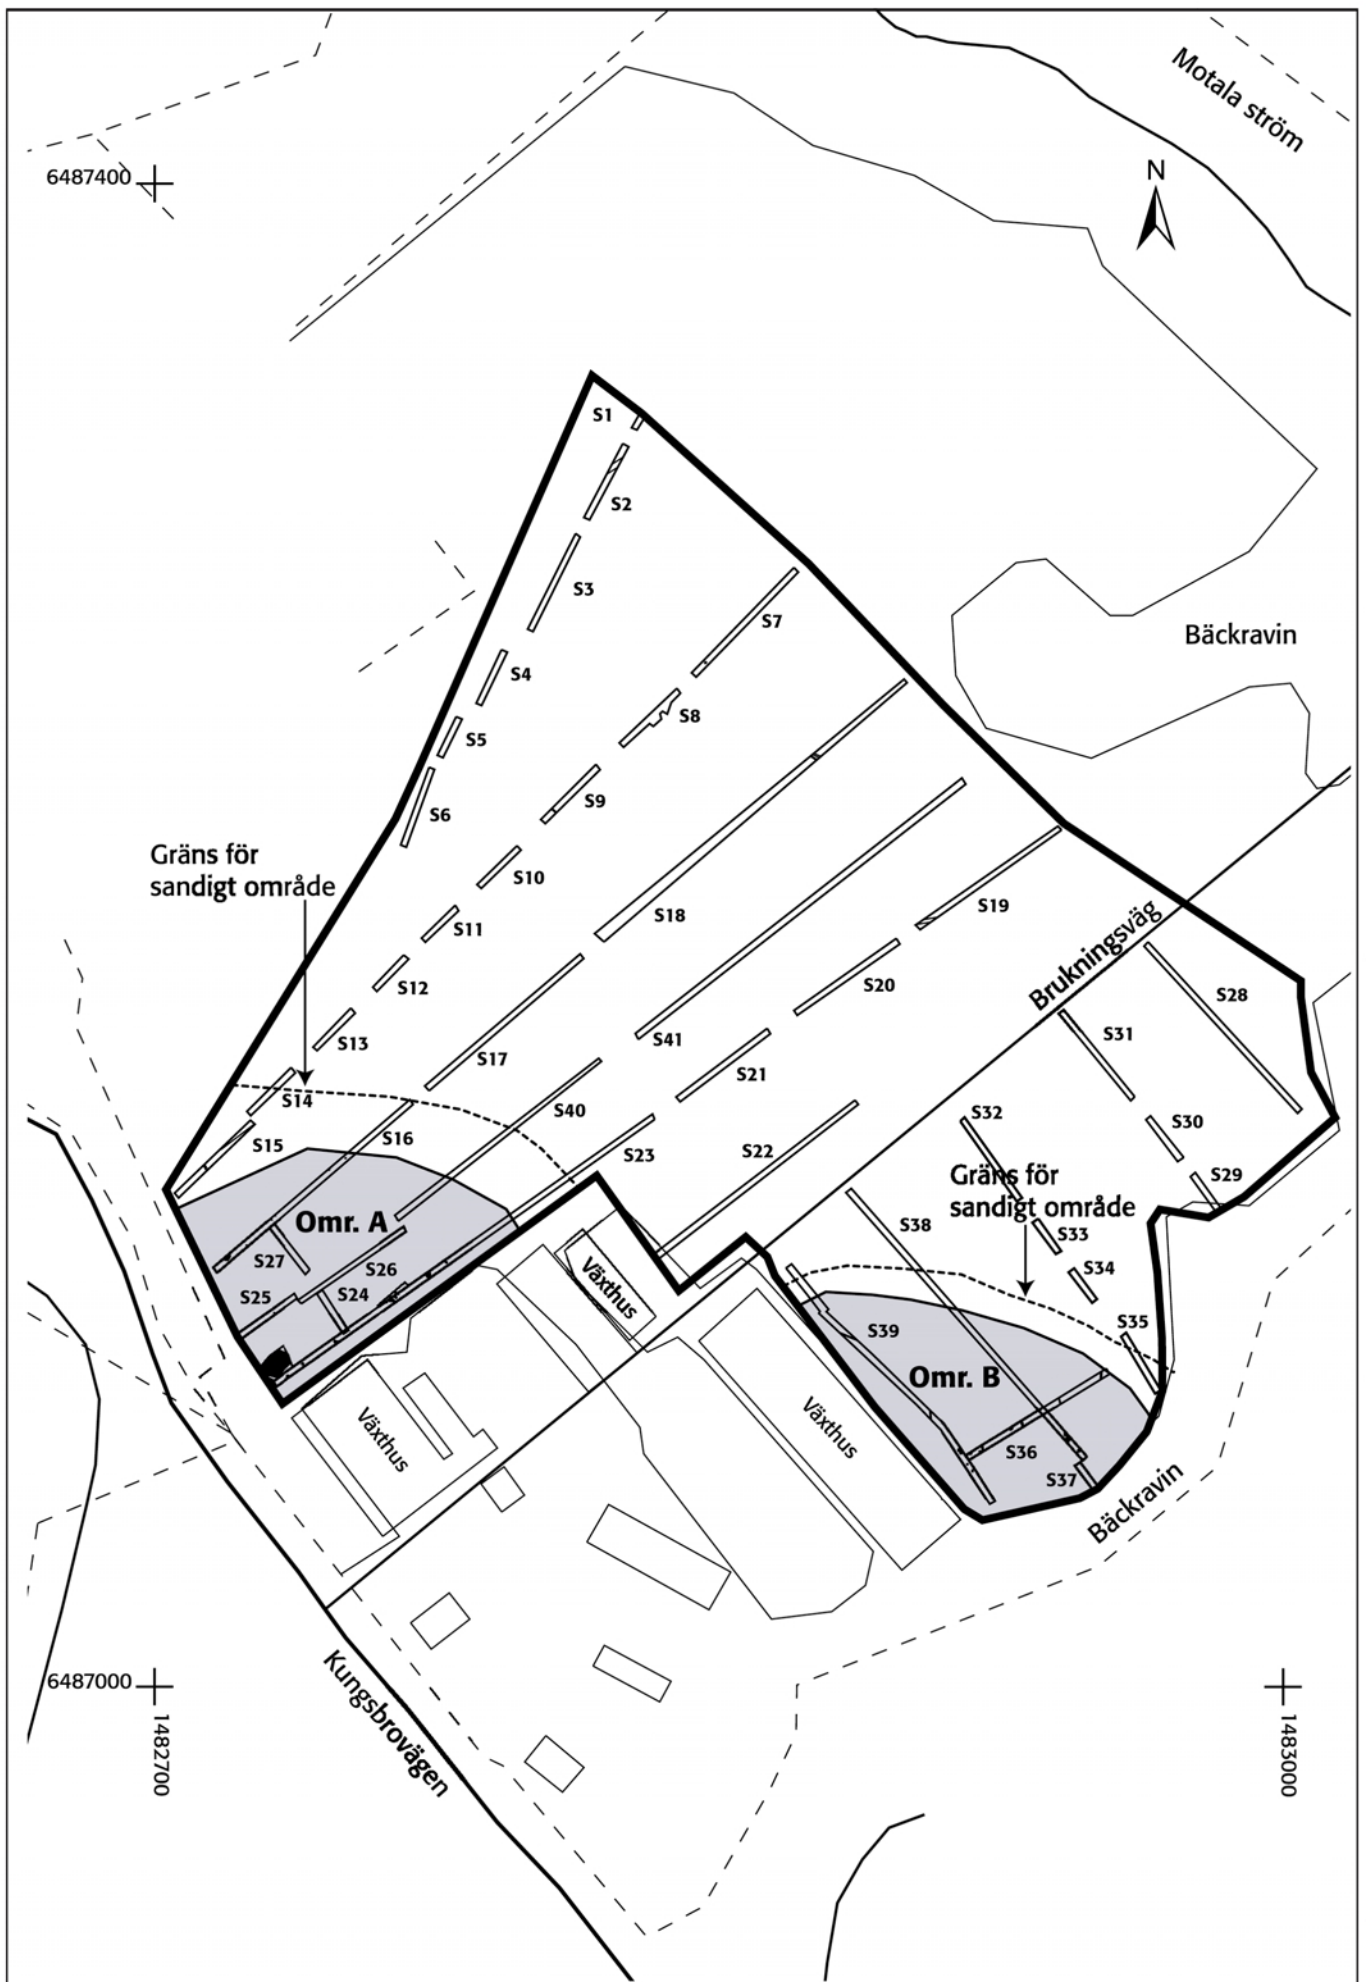 Motala ström
6487400
N
S1
S2
S3
S7
Bäckravin
S4
S8
S5
S9
S6
Gräns för
sandigt område
S10
S18
S19
S11
Brukningsväg
S12
S20
S28
S31
S13
S41
S17
S21
S14
S40
S32
S30
S15
S16
S23
S22
Gräns för
sandigt område
S29
Omr. A
S38
S33
S27
S26
Växthus
S34
S25
S24
S39
S35
Omr. B
Växthus
Växthus
S36
S37
Bäckravin
6487000
Kungsbrovägen
1482700
1483000